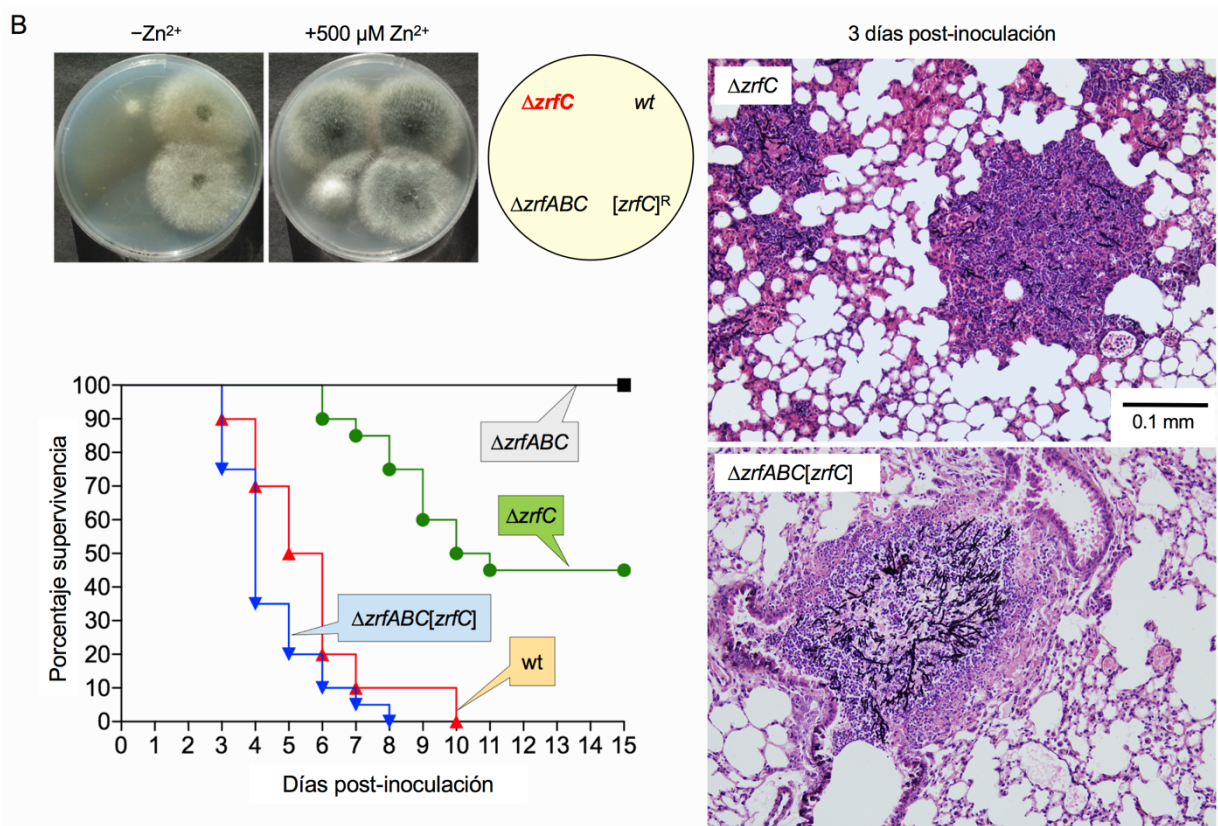 B
−Zn²⁺
+500 µM Zn²⁺
ΔzrfC
wt
ΔzrfABC
[zrfC]ᴿ
3 días post-inoculación
ΔzrfC
0.1 mm
ΔzrfABC[zrfC]
Porcentaje supervivencia
100
90
80
70
60
50
40
30
20
10
0
ΔzrfABC
ΔzrfC
ΔzrfABC[zrfC]
wt
0 1 2 3 4 5 6 7 8 9 10 11 12 13 14 15
Días post-inoculación